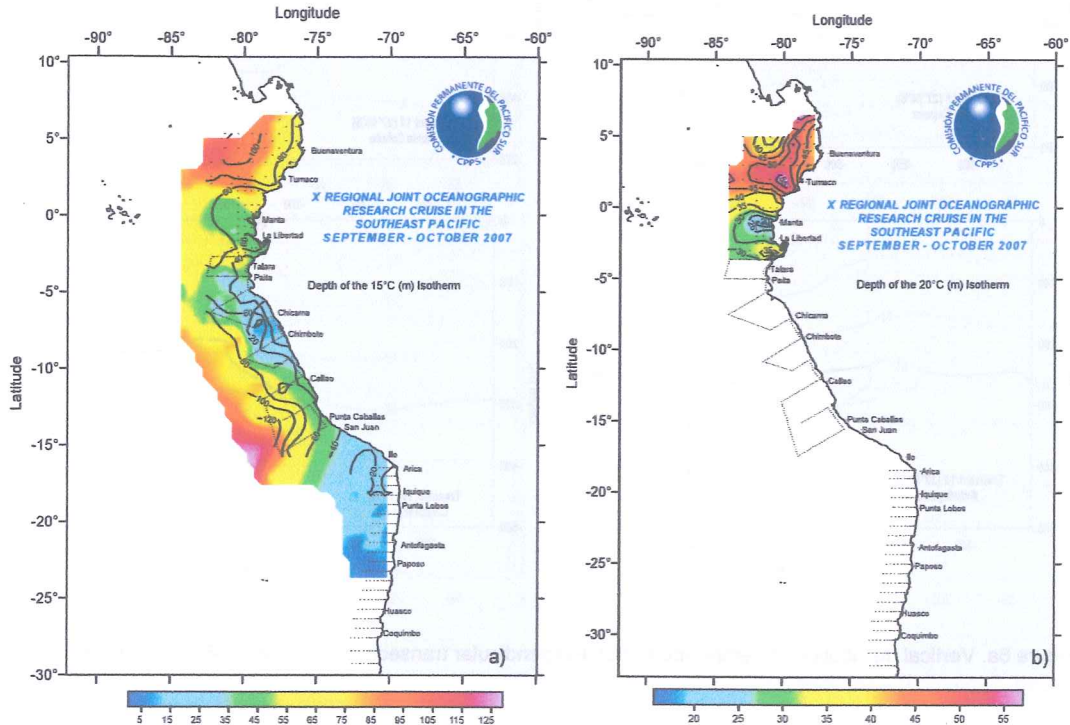 Longitude
-90° -85° -80° -75° -70° -65° -60°
10°
5°
0°
-5°
-10°
-15°
-20°
-25°
-30°
Latitude
COMISIÓN PERMANENTE DEL PACIFICO SUR
· CPPS ·
Buenaventura
Tumaco
X REGIONAL JOINT OCEANOGRAPHIC
RESEARCH CRUISE IN THE
SOUTHEAST PACIFIC
SEPTEMBER - OCTOBER 2007
Manta
La Libertad
Talara
Paita
Depth of the 15°C (m) Isotherm
Chicama
Chimbote
Callao
Punta Caballas
San Juan
Ilo
Arica
Iquique
Punta Lobos
Antofagasta
Paposo
Huasco
Coquimbo
a)
5 15 25 35 45 55 65 75 85 95 105 115 125
Longitude
-90° -85° -80° -75° -70° -65° -60°
10°
5°
0°
-5°
-10°
-15°
-20°
-25°
-30°
Latitude
COMISIÓN PERMANENTE DEL PACIFICO SUR
· CPPS ·
Buenaventura
Tumaco
X REGIONAL JOINT OCEANOGRAPHIC
RESEARCH CRUISE IN THE
SOUTHEAST PACIFIC
SEPTEMBER - OCTOBER 2007
Manta
La Libertad
Talara
Paita
Depth of the 20°C (m) Isotherm
Chicama
Chimbote
Callao
Punta Caballas
San Juan
Ilo
Arica
Iquique
Punta Lobos
Antofagasta
Paposo
Huasco
Coquimbo
b)
20 25 30 35 40 45 50 55